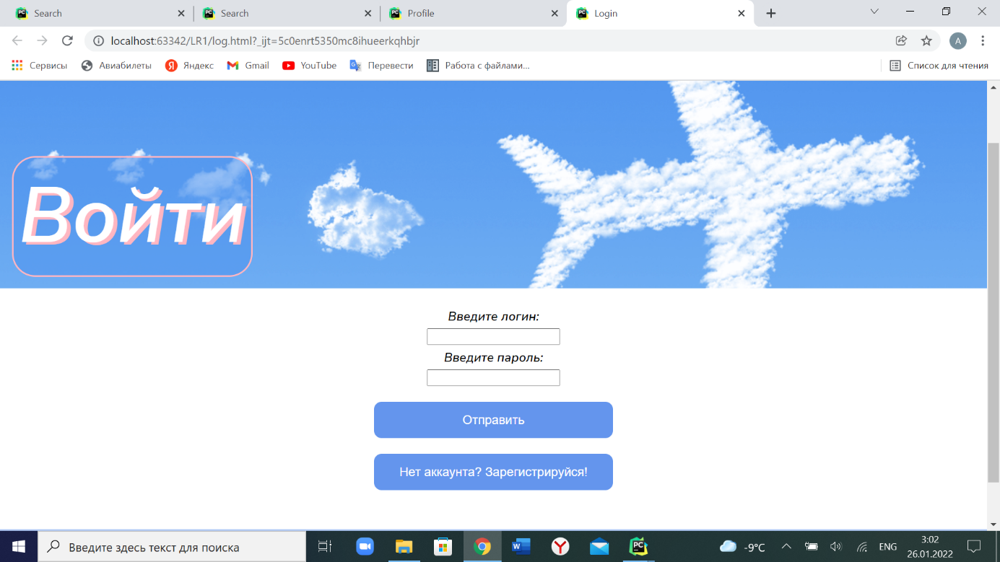 Search
Search
Profile
Login
localhost:63342/LR1/log.html?_ijt=5c0enrt5350mc8ihueerkqhbjr
A
Сервисы
Авиабилеты
Я
Яндекс
Gmail
YouTube
Перевести
Работа с файлами...
Список для чтения
Войти
Введите логин:
Введите пароль:
Отправить
Нет аккаунта? Зарегистрируйся!
Введите здесь текст для поиска
-9°C
ENG
3:02
26.01.2022